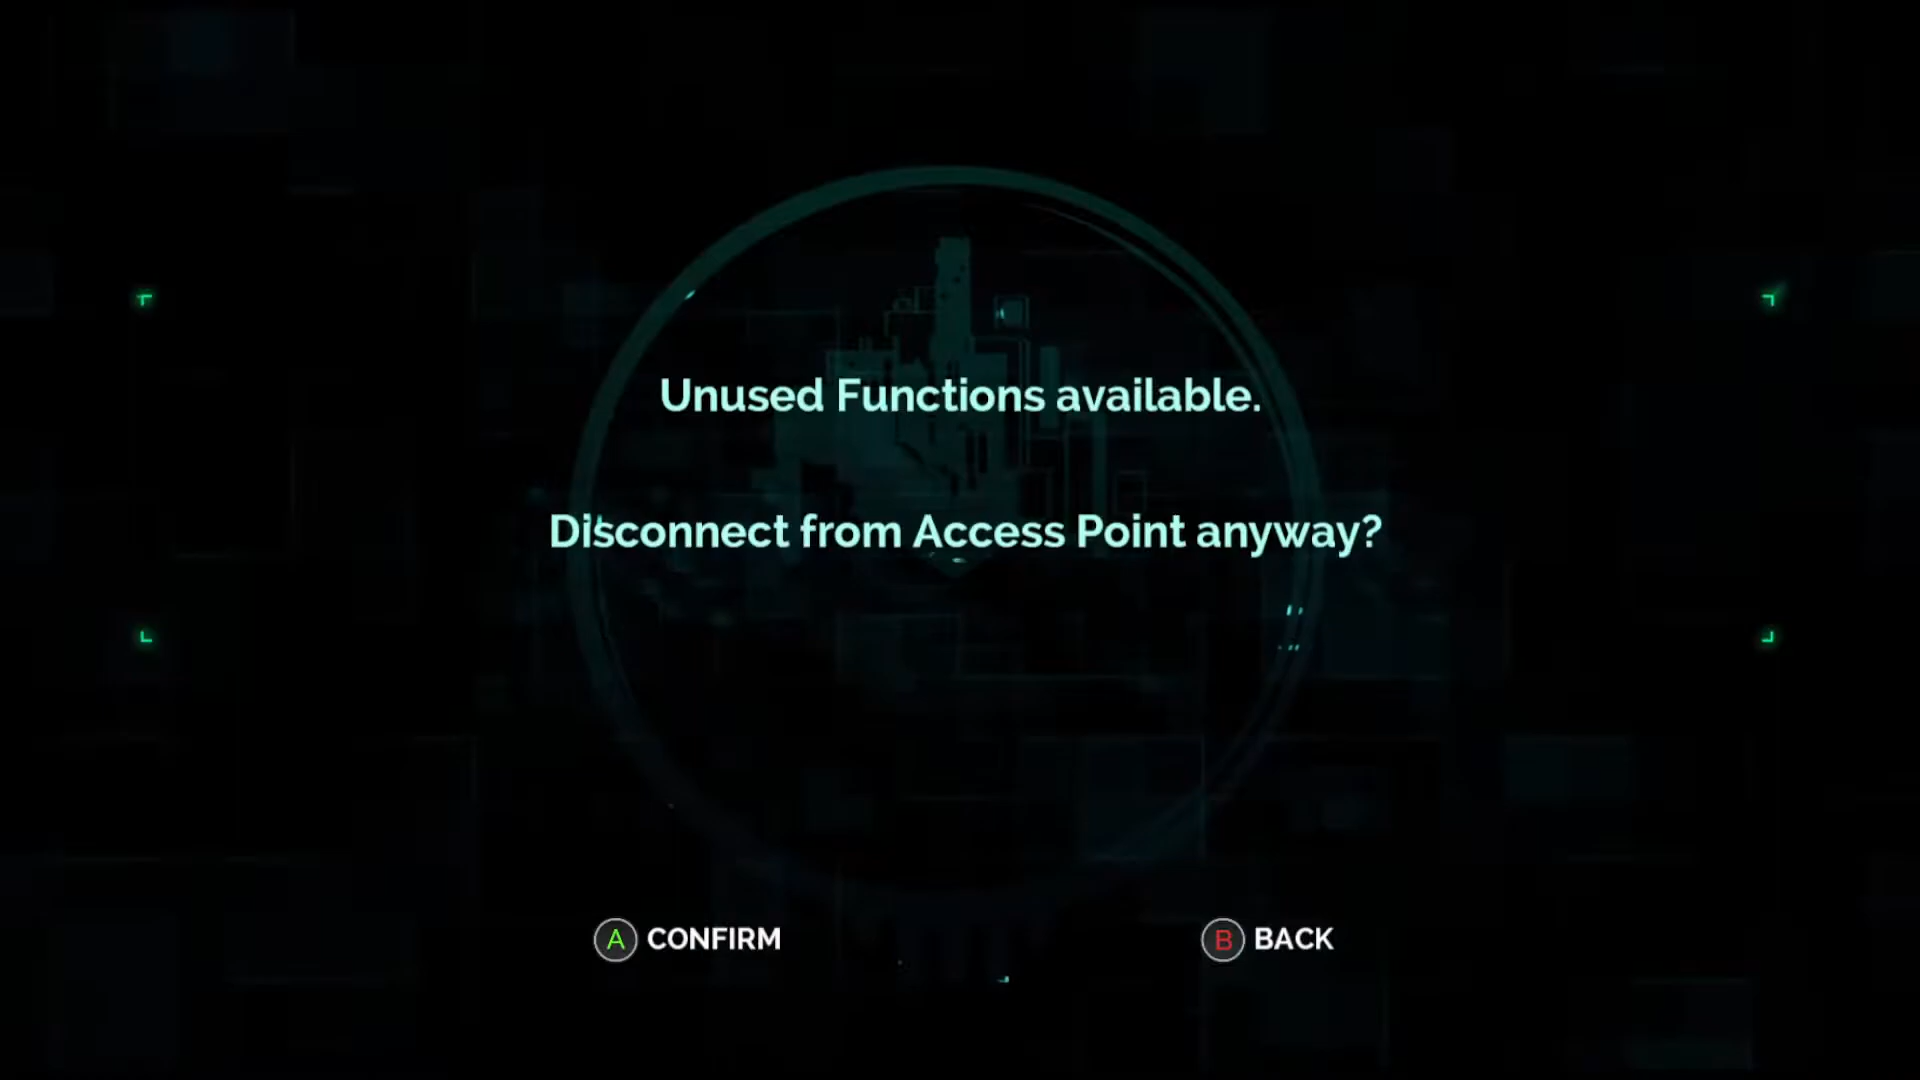 Unused Functions available.
Disconnect from Access Point anyway?
A CONFIRM
B BACK